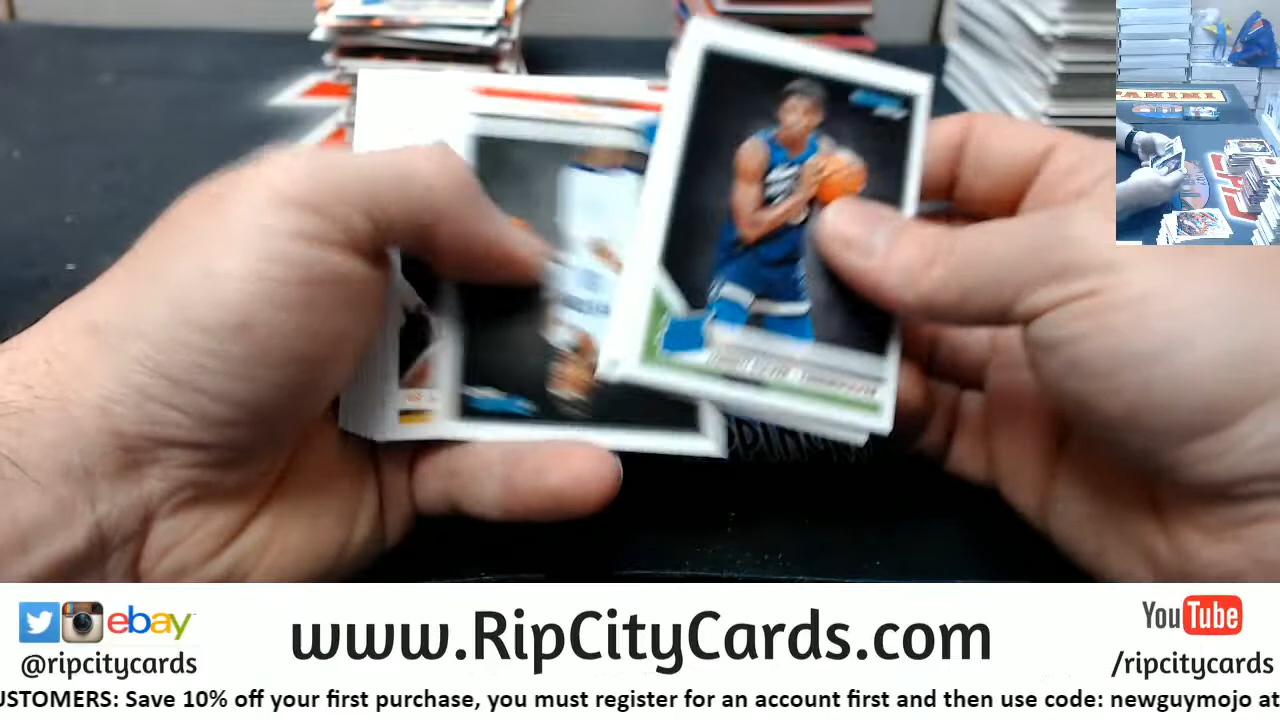 PANINI
ebay
www.RipCityCards.com
YouTube
@ripcitycards
/ripcitycards
USTOMERS: Save 10% off your first purchase, you must register for an account first and then use code: newguymojo at